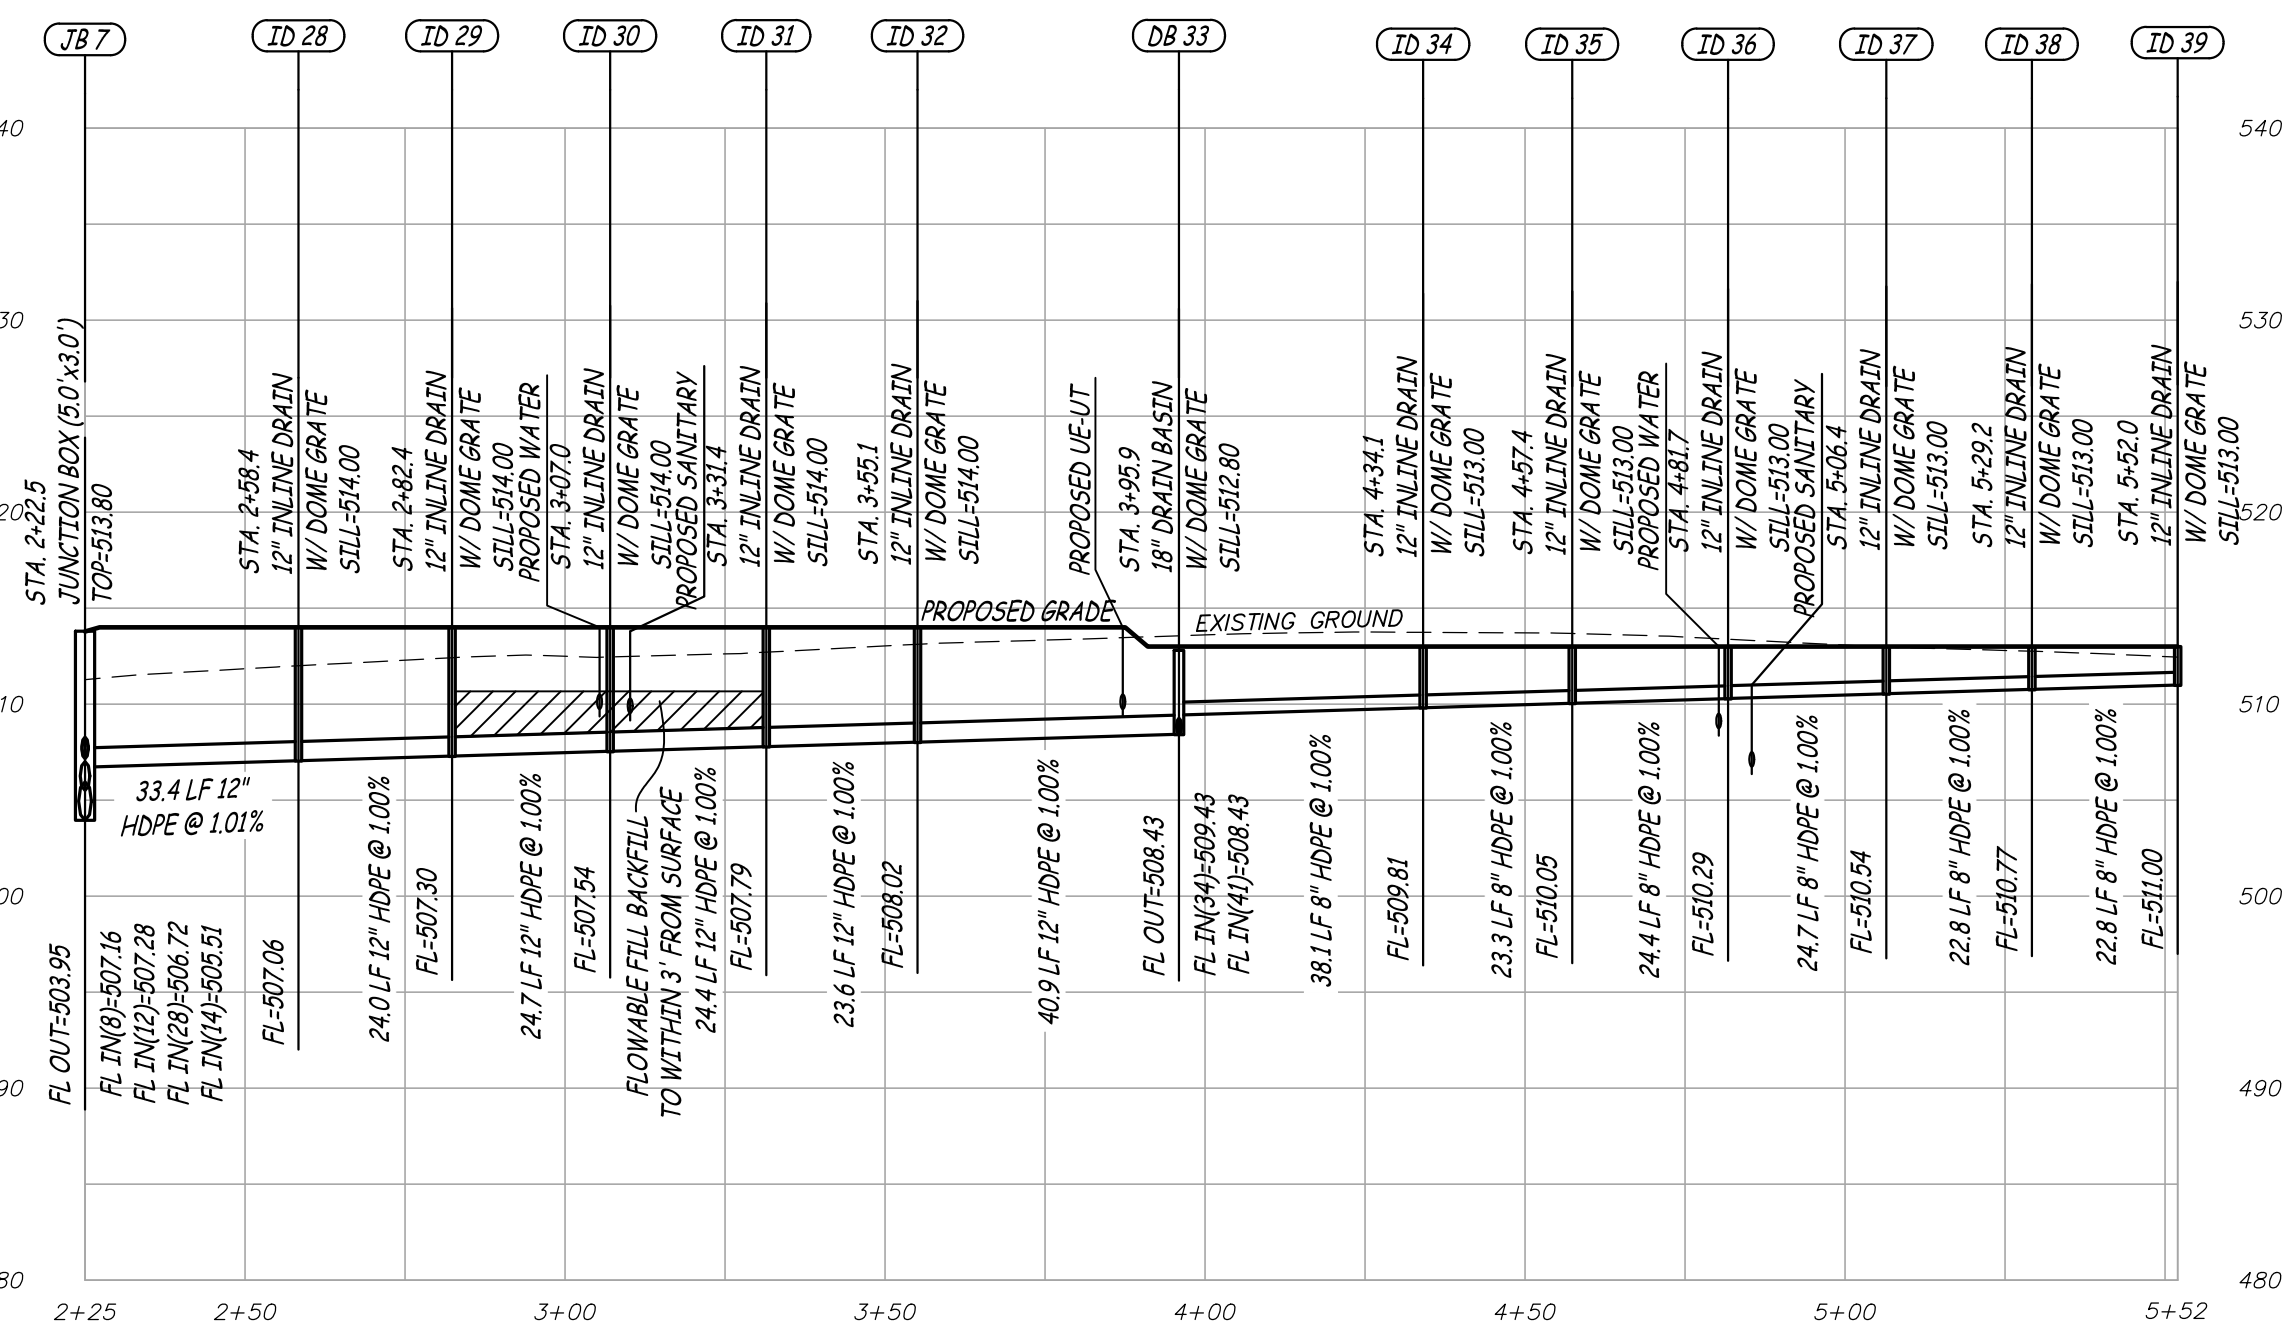 JB 7
ID 28
ID 29
ID 30
ID 31
ID 32
DB 33
ID 34
ID 35
ID 36
ID 37
ID 38
ID 39
40
30
20
10
00
90
80
540
530
520
510
500
490
480
STA. 2+22.5
JUNCTION BOX (5.0'x3.0')
TOP=513.80
STA. 2+58.4
12" INLINE DRAIN
W/ DOME GRATE
SILL=514.00
STA. 2+82.4
12" INLINE DRAIN
W/ DOME GRATE
SILL=514.00
PROPOSED WATER
STA. 3+07.0
12" INLINE DRAIN
W/ DOME GRATE
SILL=514.00
PROPOSED SANITARY
STA. 3+31.4
12" INLINE DRAIN
W/ DOME GRATE
SILL=514.00
STA. 3+55.1
12" INLINE DRAIN
W/ DOME GRATE
SILL=514.00
PROPOSED UE-UT
STA. 3+95.9
18" DRAIN BASIN
W/ DOME GRATE
SILL=512.80
STA. 4+34.1
12" INLINE DRAIN
W/ DOME GRATE
SILL=513.00
STA. 4+57.4
12" INLINE DRAIN
W/ DOME GRATE
SILL=513.00
PROPOSED WATER
STA. 4+81.7
12" INLINE DRAIN
W/ DOME GRATE
SILL=513.00
PROPOSED SANITARY
STA. 5+06.4
12" INLINE DRAIN
W/ DOME GRATE
SILL=513.00
STA. 5+29.2
12" INLINE DRAIN
W/ DOME GRATE
SILL=513.00
STA. 5+52.0
12" INLINE DRAIN
W/ DOME GRATE
SILL=513.00
PROPOSED GRADE
EXISTING GROUND
33.4 LF 12"
HDPE @ 1.01%
FL OUT=503.95
FL IN(8)=507.16
FL IN(12)=507.28
FL IN(28)=506.72
FL IN(14)=505.51
FL=507.06
24.0 LF 12" HDPE @ 1.00%
FL=507.30
24.7 LF 12" HDPE @ 1.00%
FL=507.54
FLOWABLE FILL BACKFILL
TO WITHIN 3' FROM SURFACE
24.4 LF 12" HDPE @ 1.00%
FL=507.79
23.6 LF 12" HDPE @ 1.00%
FL=508.02
40.9 LF 12" HDPE @ 1.00%
FL OUT=508.43
FL IN(34)=509.43
FL IN(41)=508.43
38.1 LF 8" HDPE @ 1.00%
FL=509.81
23.3 LF 8" HDPE @ 1.00%
FL=510.05
24.4 LF 8" HDPE @ 1.00%
FL=510.29
24.7 LF 8" HDPE @ 1.00%
FL=510.54
22.8 LF 8" HDPE @ 1.00%
FL=510.77
22.8 LF 8" HDPE @ 1.00%
FL=511.00
2+25
2+50
3+00
3+50
4+00
4+50
5+00
5+52